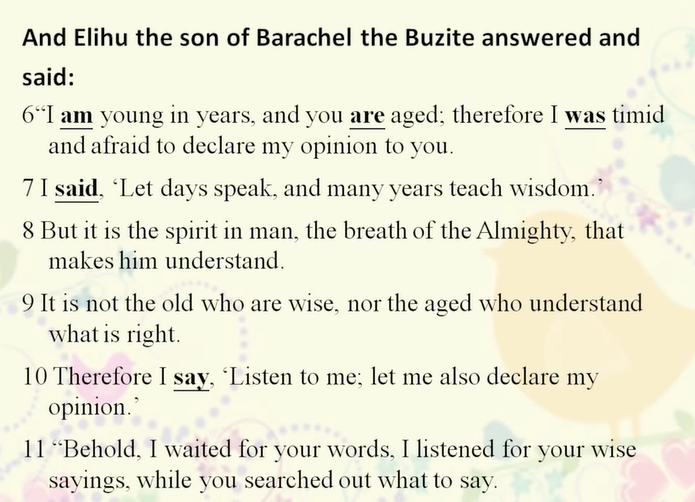 And Elihu the son of Barachel the Buzite answered and
said:
6“I am young in years, and you are aged; therefore I was timid
and afraid to declare my opinion to you.
7 I said, ‘Let days speak, and many years teach wisdom.’
8 But it is the spirit in man, the breath of the Almighty, that
makes him understand.
9 It is not the old who are wise, nor the aged who understand
what is right.
10 Therefore I say, ‘Listen to me; let me also declare my
opinion.’
11 “Behold, I waited for your words, I listened for your wise
sayings, while you searched out what to say.